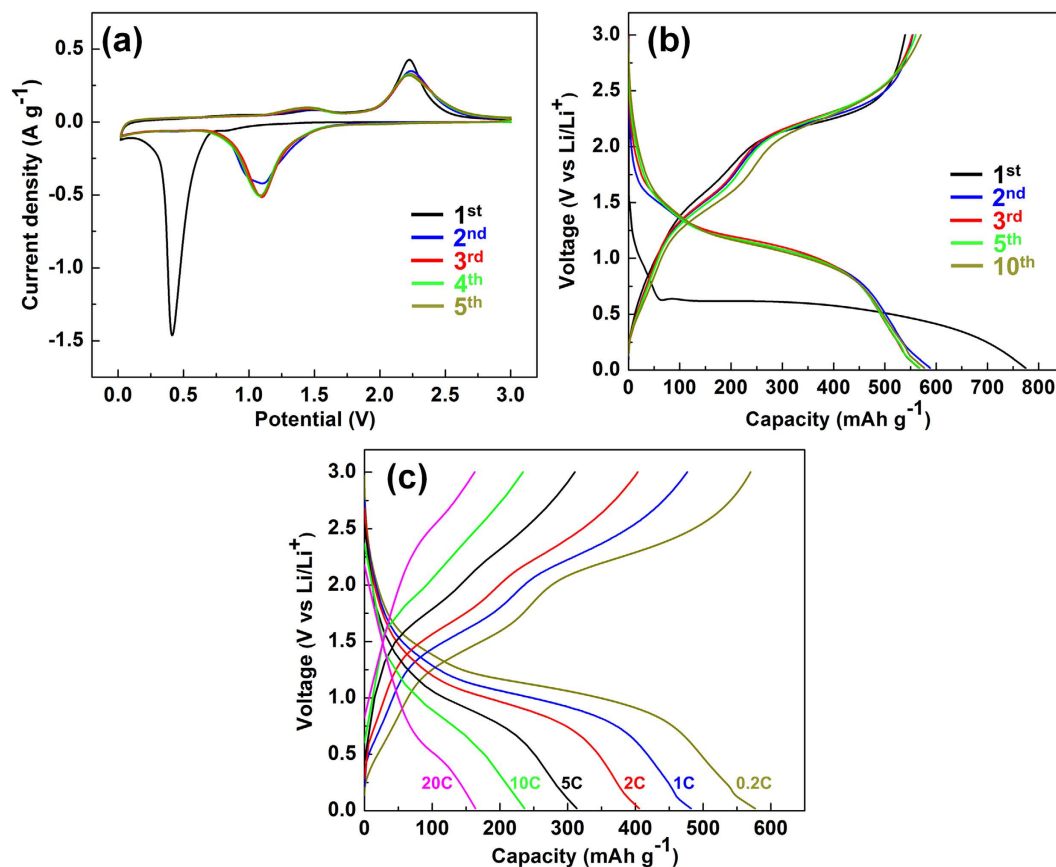 (a)
0.5
0.0
-0.5
-1.0
-1.5
Current density (A g⁻¹)
1ˢᵗ
2ⁿᵈ
3ʳᵈ
4ᵗʰ
5ᵗʰ
0.0 0.5 1.0 1.5 2.0 2.5 3.0
Potential (V)
(b)
3.0
2.5
2.0
1.5
1.0
0.5
0.0
Voltage (V vs Li/Li⁺
1ˢᵗ
2ⁿᵈ
3ʳᵈ
5ᵗʰ
10ᵗʰ
0 100 200 300 400 500 600 700 800
Capacity (mAh g⁻¹)
(c)
3.0
2.5
2.0
1.5
1.0
0.5
0.0
Voltage (V vs Li/Li⁺
20C 10C 5C 2C 1C 0.2C
0 100 200 300 400 500 600
Capacity (mAh g⁻¹)